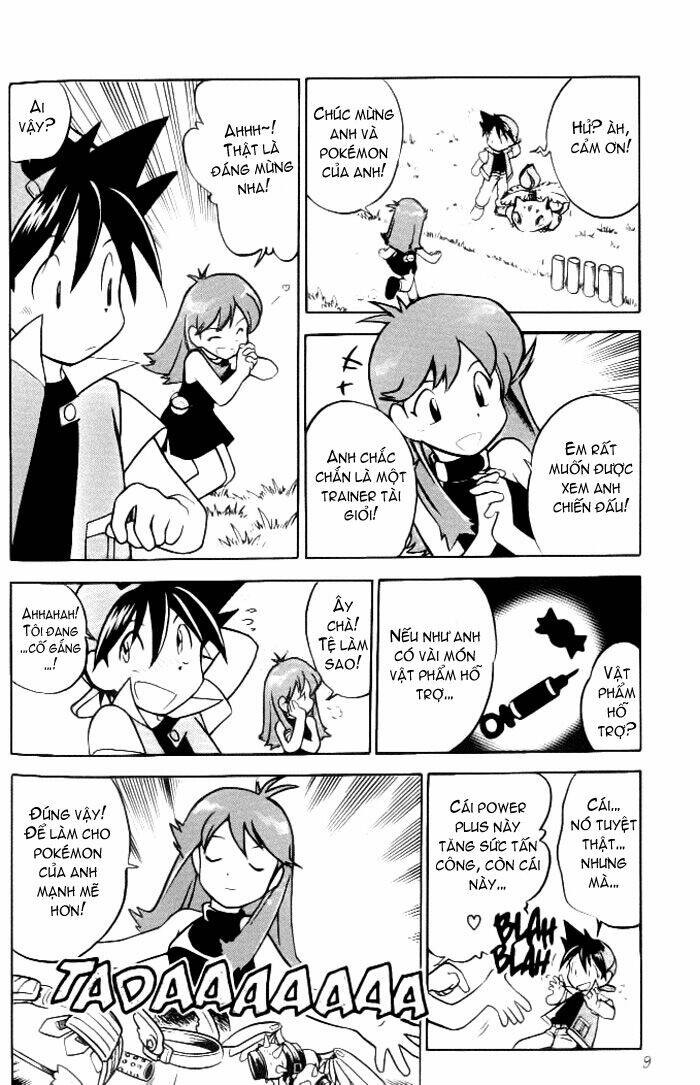 HỬ? ÀH,
CẢM ƠN!
CHÚC MỪNG
ANH VÀ
POKÉMON
CỦA ANH!
EM RẤT
MUỐN ĐƯỢC
XEM ANH
CHIẾN ĐẤU!
ANH CHẮC
CHẮN LÀ MỘT
TRAINER TÀI
GIỎI!
AHHH~!
THẬT LÀ
ĐÁNG MỪNG
NHA!
AI
VẬY?
VẬT
PHẨM
HỖ
TRỢ?
NẾU NHƯ ANH
CÓ VÀI MÓN
VẬT PHẨM HỖ
TRỢ...
ÂY
CHÀ!
TỆ LÀM
SAO!
AHHAHAH!
TÔI ĐANG
...CỐ GẮNG
...!
CÁI...
NÓ TUYỆT
THẬT...
NHƯNG
MÀ...
CÁI POWER
PLUS NÀY
TĂNG SỨC TẤN
CÔNG, CÒN CÁI
NÀY...
BLAH
BLAH
ĐÚNG VẬY!
ĐỂ LÀM CHO
POKÉMON
CỦA ANH
MẠNH MẼ
HƠN!
TADAAAAAAAA
9